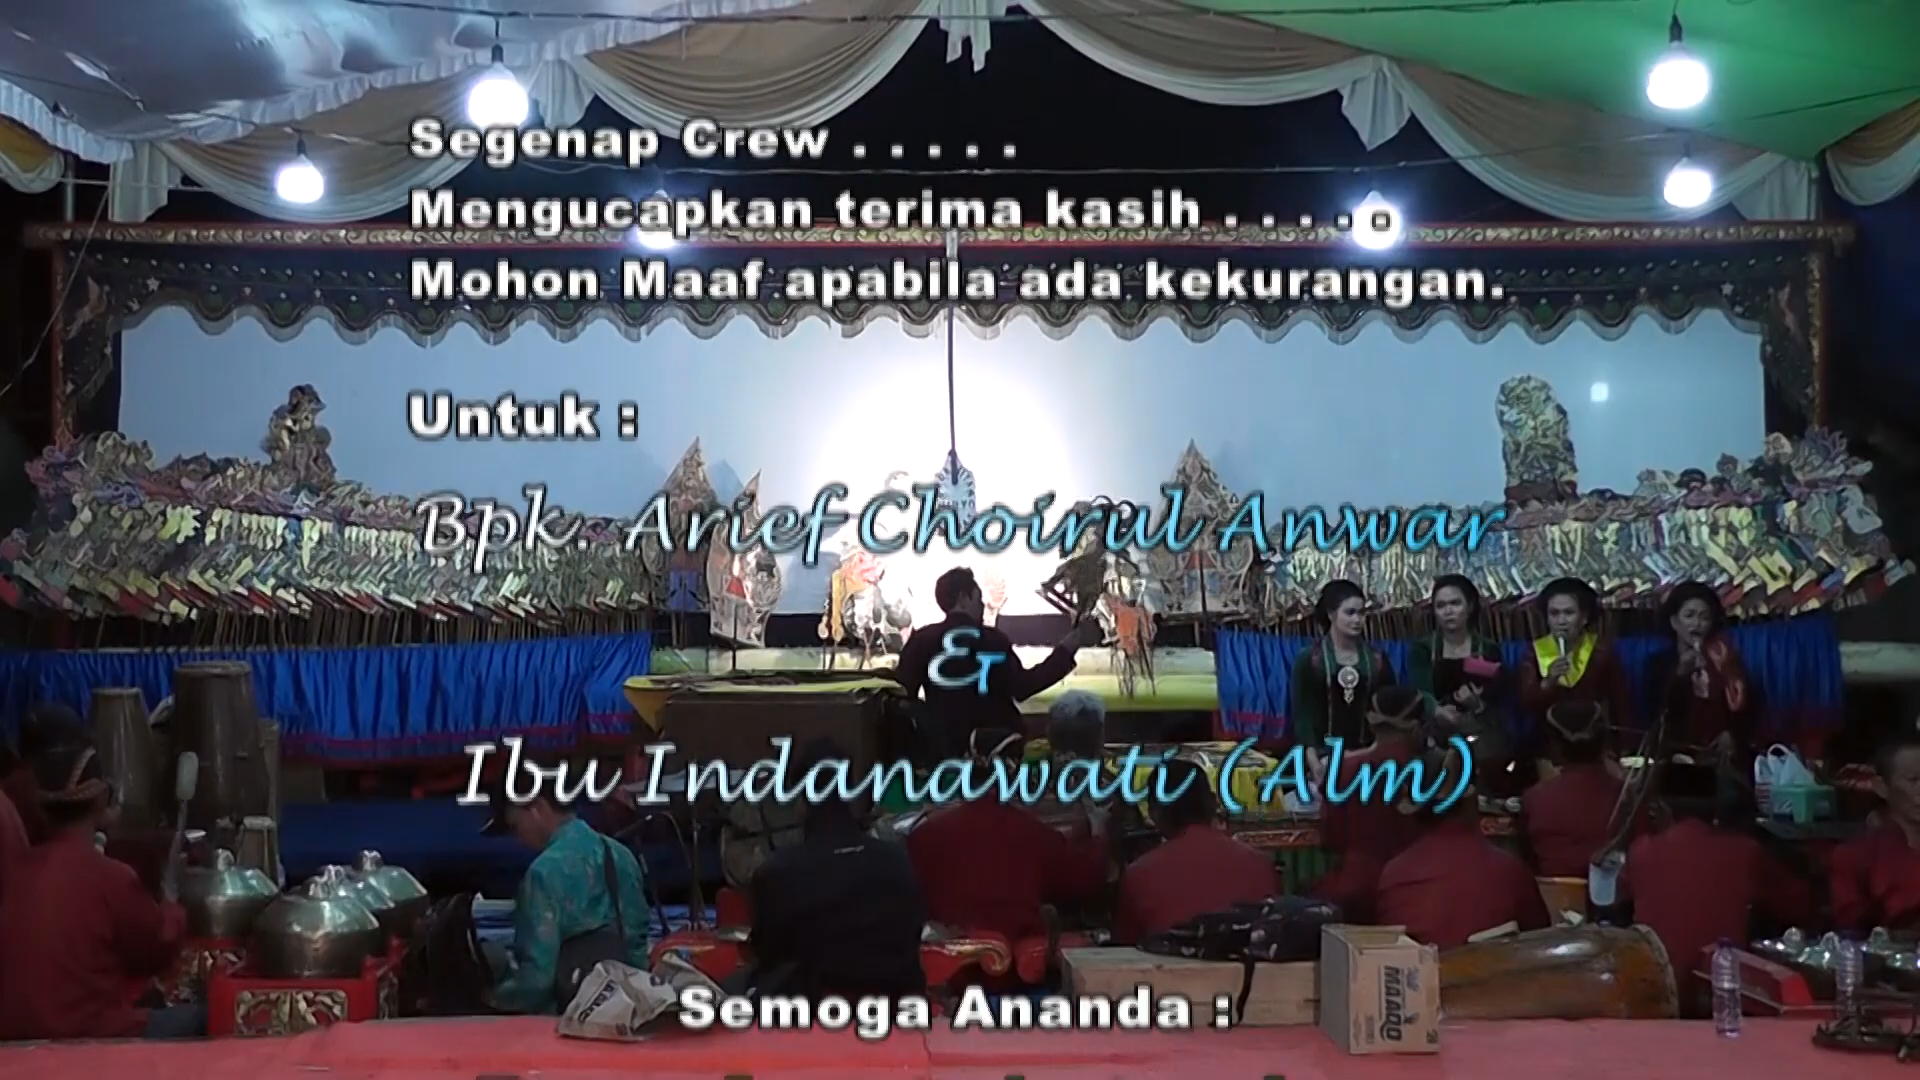 Segenap Crew . . . . .
Mengucapkan terima kasih . . . . .
Mohon Maaf apabila ada kekurangan.
Untuk :
Bpk. Arief Choirul Anwar
&
Ibu Indanawati (Alm)
Semoga Ananda :
MAAQO